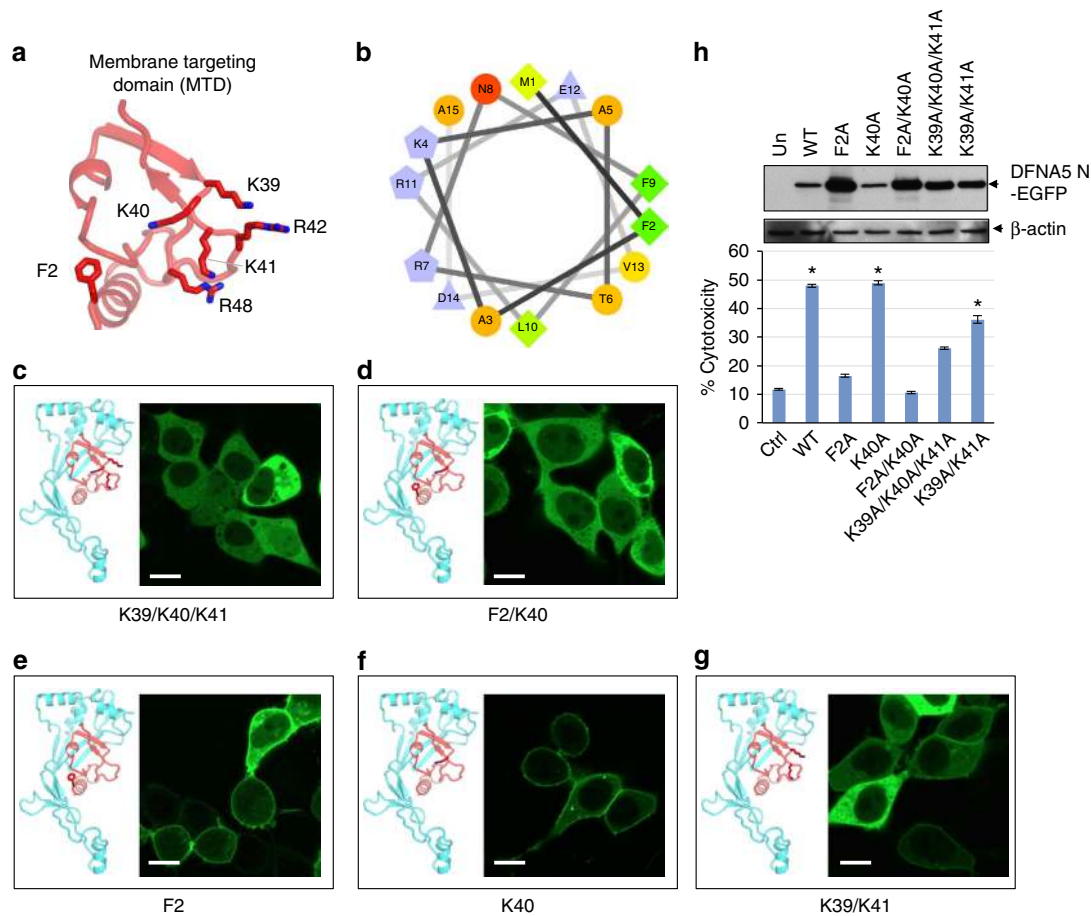 a
Membrane targeting
domain (MTD)
K39
K40
R42
F2
K41
R48
b
M1
N8
E12
A15
A5
K4
R11
F9
F2
R7
V13
D14
T6
A3
L10
h
Un
WT
F2A
K40A
F2A/K40A
K39A/K40A/K41A
K39A/K41A
DFNA5 N
-EGFP
β-actin
% Cytotoxicity
60
50
40
30
20
10
0
* * *
Ctrl
WT
F2A
K40A
F2A/K40A
K39A/K40A/K41A
K39A/K41A
c
K39/K40/K41
d
F2/K40
e
F2
f
K40
g
K39/K41